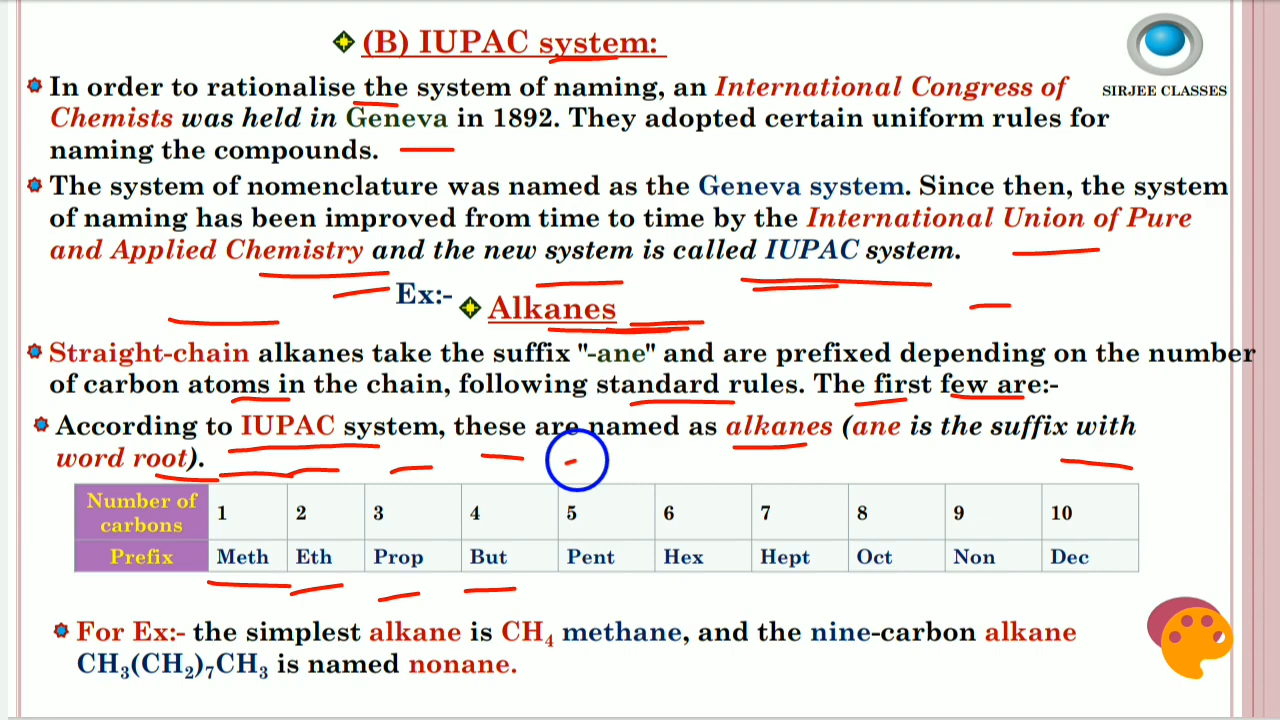 (B) IUPAC system:
SIRJEE CLASSES
In order to rationalise the system of naming, an International Congress of
Chemists was held in Geneva in 1892. They adopted certain uniform rules for
naming the compounds.
The system of nomenclature was named as the Geneva system. Since then, the system
of naming has been improved from time to time by the International Union of Pure
and Applied Chemistry and the new system is called IUPAC system.
Ex:- Alkanes
Straight-chain alkanes take the suffix "-ane" and are prefixed depending on the number
of carbon atoms in the chain, following standard rules. The first few are:-
According to IUPAC system, these are named as alkanes (ane is the suffix with
word root).
Number of
carbons 1 2 3 4 5 6 7 8 9 10
Prefix Meth Eth Prop But Pent Hex Hept Oct Non Dec
For Ex:- the simplest alkane is CH₄ methane, and the nine-carbon alkane
CH₃(CH₂)₇CH₃ is named nonane.